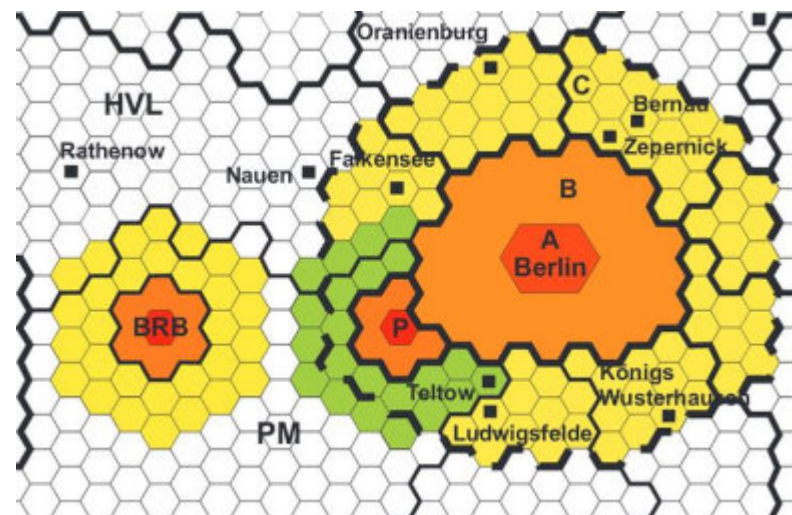 Oranienburg
C
HVL
Bernau
Rathenow
Falkensee
Zepernick
Nauen
B
A
Berlin
BRB
P
Teltow
Königs
Wusterhausen
PM
Ludwigsfelde